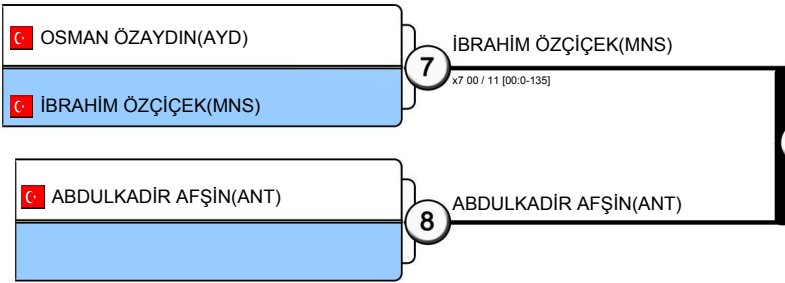 OSMAN ÖZAYDIN(AYD)
İBRAHİM ÖZÇİÇEK(MNS)
7
İBRAHİM ÖZÇİÇEK(MNS)
x7 00 / 11 [00:0-135]
ABDULKADİR AFŞİN(ANT)
8
ABDULKADİR AFŞİN(ANT)